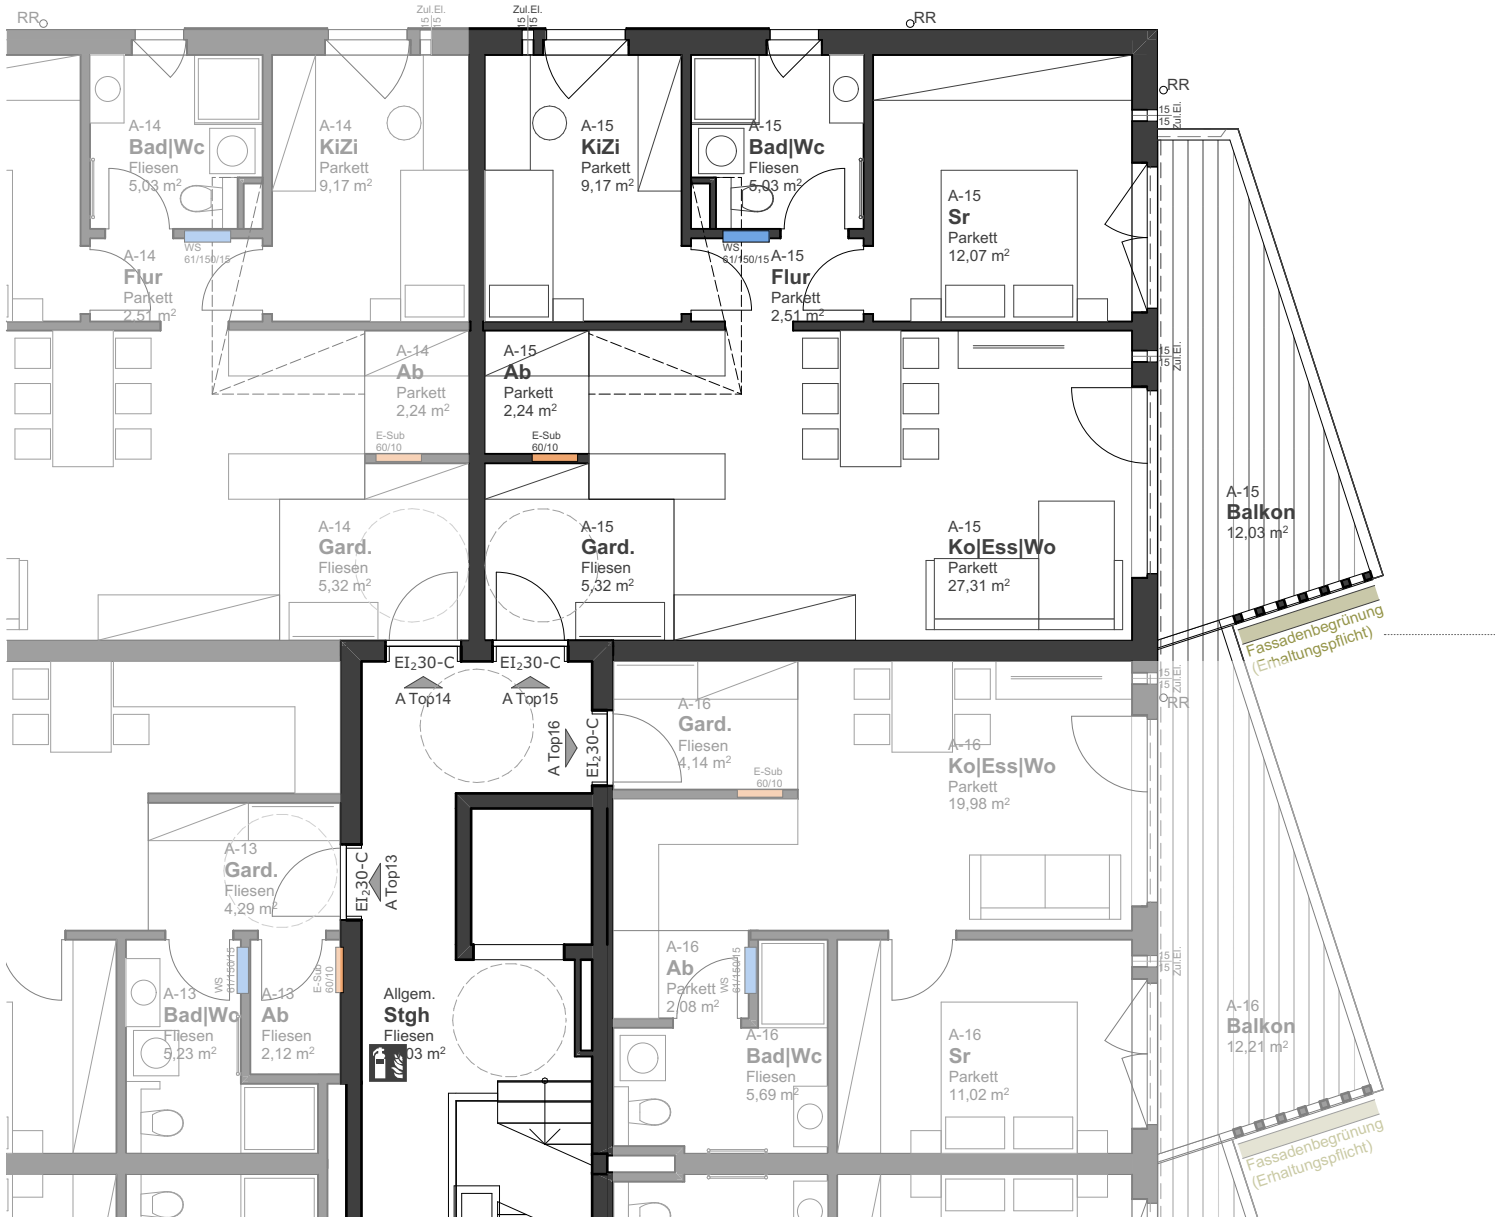 RR
Zul.El.
15
15
Zul.El.
15
15
RR
RR
15
15
Zul.El.
A-14
Bad|Wc
Fliesen
5,03 m²
A-14
KiZi
Parkett
9,17 m²
A-15
KiZi
Parkett
9,17 m²
A-15
Bad|Wc
Fliesen
5,03 m²
A-15
Sr
Parkett
12,07 m²
WS
61/150/15
A-14
Flur
Parkett
2,51 m²
WS
61/150/15
A-15
Flur
Parkett
2,51 m²
A-14
Ab
Parkett
2,24 m²
E-Sub
60/10
A-15
Ab
Parkett
2,24 m²
E-Sub
60/10
15
15
Zul.El.
A-14
Gard.
Fliesen
5,32 m²
A-15
Gard.
Fliesen
5,32 m²
A-15
Ko|Ess|Wo
Parkett
27,31 m²
A-15
Balkon
12,03 m²
Fassadenbegrünung
(Erhaltungspflicht)
EI₂30-C
A Top14
EI₂30-C
A Top15
A Top16
EI₂30-C
A-16
Gard.
Fliesen
4,14 m²
E-Sub
60/10
A-16
Ko|Ess|Wo
Parkett
19,98 m²
15
15
Zul.El.
RR
A-13
Gard.
Fliesen
4,29 m²
EI₂30-C
A Top13
WS
61/150/15
E-Sub
60/10
A-13
Bad|Wc
Fliesen
5,23 m²
A-13
Ab
Fliesen
2,12 m²
Allgem.
Stgh
Fliesen
03 m²
A-16
Ab
Parkett
2,08 m²
WS
61/150/15
A-16
Bad|Wc
Fliesen
5,69 m²
A-16
Sr
Parkett
11,02 m²
15
15
Zul.El.
A-16
Balkon
12,21 m²
Fassadenbegrünung
(Erhaltungspflicht)